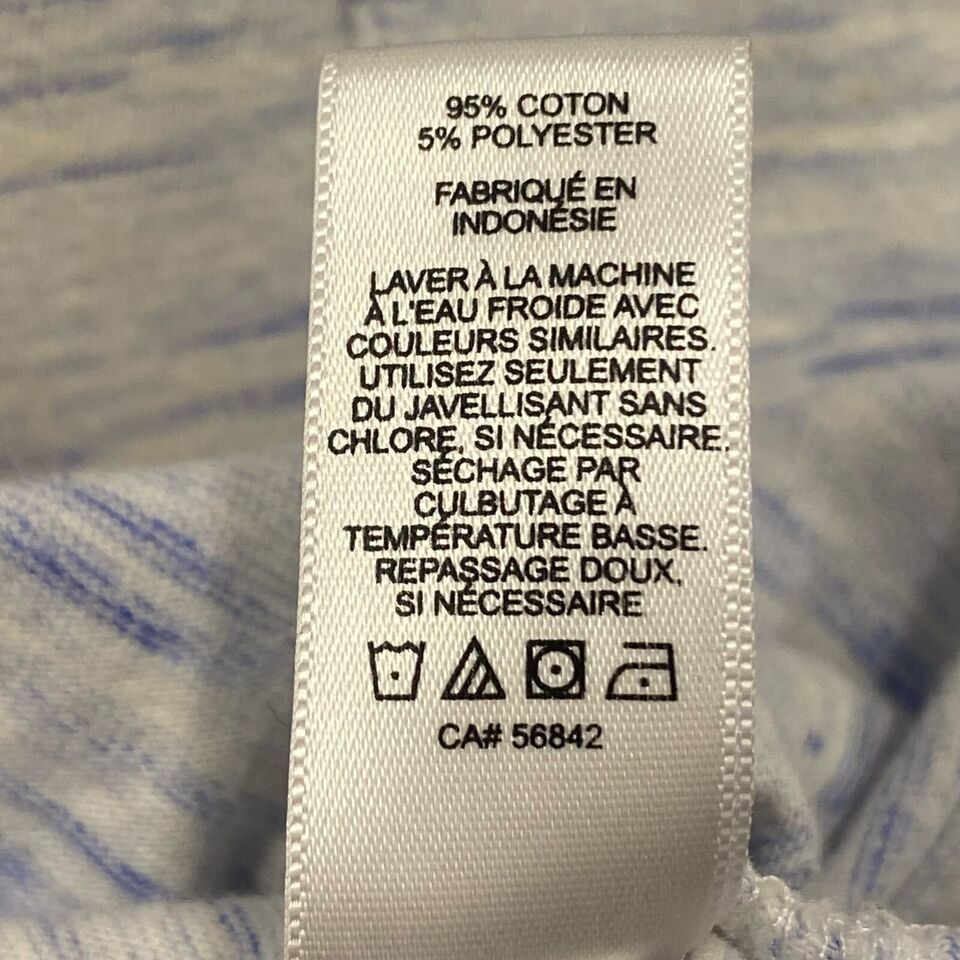 95% COTON
5% POLYESTER
FABRIQUÉ EN
INDONÉSIE
LAVER À LA MACHINE
À L'EAU FROIDE AVEC
COULEURS SIMILAIRES.
UTILISEZ SEULEMENT
DU JAVELLISANT SANS
CHLORE, SI NÉCESSAIRE.
SÉCHAGE PAR
CULBUTAGE À
TEMPÉRATURE BASSE.
REPASSAGE DOUX,
SI NÉCESSAIRE
CA# 56842